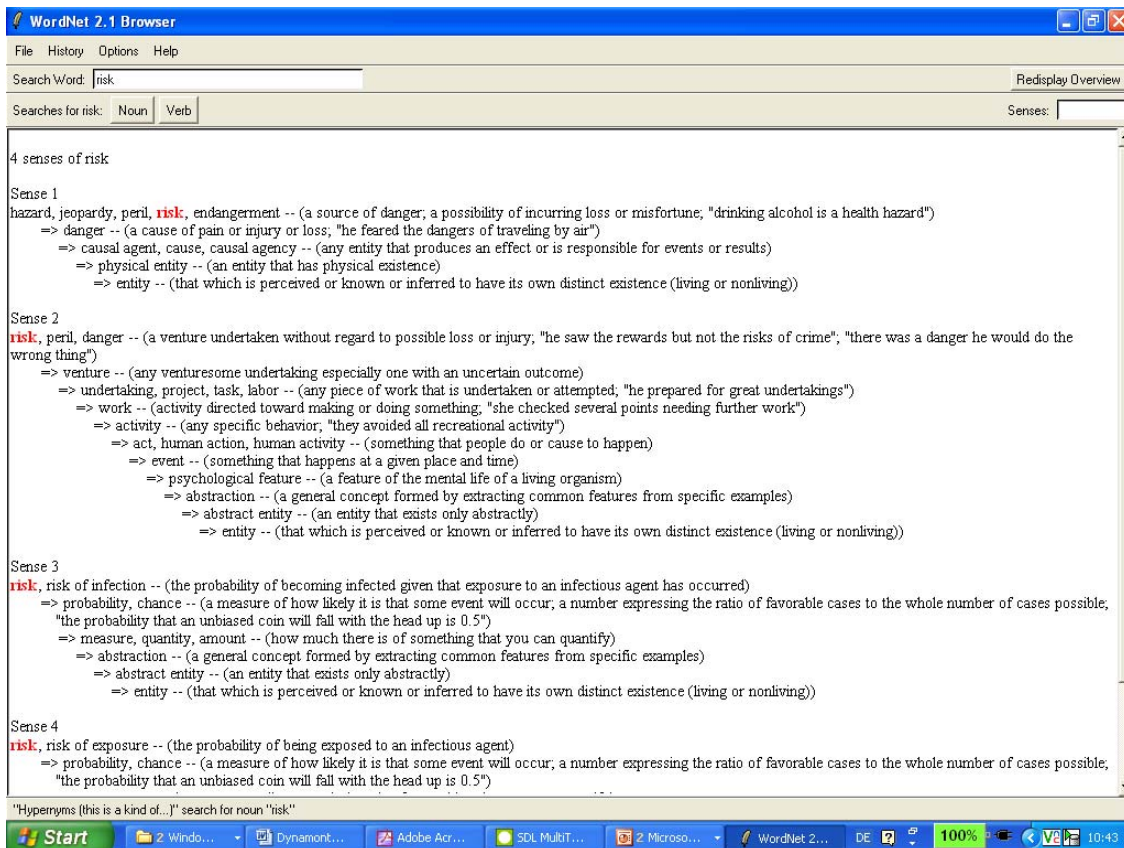 WordNet 2.1 Browser
File History Options Help
Search Word: risk Redisplay Overview
Searches for risk: Noun Verb Senses:
4 senses of risk
Sense 1
hazard, jeopardy, peril, risk, endangerment -- (a source of danger; a possibility of incurring loss or misfortune; "drinking alcohol is a health hazard")
=> danger -- (a cause of pain or injury or loss; "he feared the dangers of traveling by air")
=> causal agent, cause, causal agency -- (any entity that produces an effect or is responsible for events or results)
=> physical entity -- (an entity that has physical existence)
=> entity -- (that which is perceived or known or inferred to have its own distinct existence (living or nonliving))
Sense 2
risk, peril, danger -- (a venture undertaken without regard to possible loss or injury; "he saw the rewards but not the risks of crime"; "there was a danger he would do the
wrong thing")
=> venture -- (any venturesome undertaking especially one with an uncertain outcome)
=> undertaking, project, task, labor -- (any piece of work that is undertaken or attempted; "he prepared for great undertakings")
=> work -- (activity directed toward making or doing something; "she checked several points needing further work")
=> activity -- (any specific behavior; "they avoided all recreational activity")
=> act, human action, human activity -- (something that people do or cause to happen)
=> event -- (something that happens at a given place and time)
=> psychological feature -- (a feature of the mental life of a living organism)
=> abstraction -- (a general concept formed by extracting common features from specific examples)
=> abstract entity -- (an entity that exists only abstractly)
=> entity -- (that which is perceived or known or inferred to have its own distinct existence (living or nonliving))
Sense 3
risk, risk of infection -- (the probability of becoming infected given that exposure to an infectious agent has occurred)
=> probability, chance -- (a measure of how likely it is that some event will occur; a number expressing the ratio of favorable cases to the whole number of cases possible;
"the probability that an unbiased coin will fall with the head up is 0.5")
=> measure, quantity, amount -- (how much there is of something that you can quantify)
=> abstraction -- (a general concept formed by extracting common features from specific examples)
=> abstract entity -- (an entity that exists only abstractly)
=> entity -- (that which is perceived or known or inferred to have its own distinct existence (living or nonliving))
Sense 4
risk, risk of exposure -- (the probability of being exposed to an infectious agent)
=> probability, chance -- (a measure of how likely it is that some event will occur; a number expressing the ratio of favorable cases to the whole number of cases possible;
"the probability that an unbiased coin will fall with the head up is 0.5")
"Hypernyms (this is a kind of...)" search for noun "risk"
Start 2 Windo... Dynamont... Adobe Acr... SDL MultiT... 2 Microso... WordNet 2... DE 100% 10:43